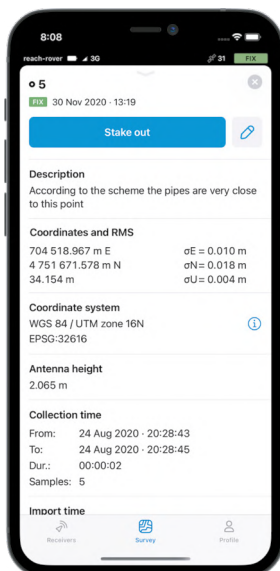 8:08
reach-rover 3G 31 FIX
5
FIX 30 Nov 2020 · 13:19
Stake out
Description
According to the scheme the pipes are very close
to this point
Coordinates and RMS
704 518.967 m E σE = 0.010 m
4 751 671.578 m N σN = 0.018 m
34.154 m σU = 0.004 m
Coordinate system
WGS 84 / UTM zone 16N
EPSG:32616
Antenna height
2.065 m
Collection time
From: 24 Aug 2020 · 20:28:43
To: 24 Aug 2020 · 20:28:45
Dur.: 00:00:02
Samples: 5
Import time
Receivers Survey Profile